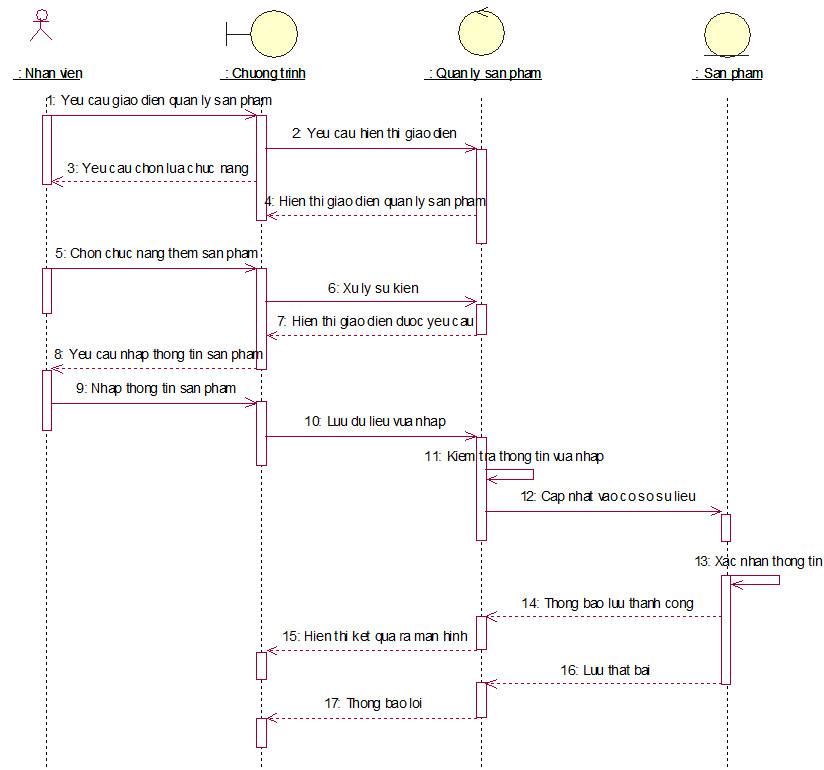 : Nhan vien
: Chuong trinh
: Quan ly san pham
: San pham
1: Yeu cau giao dien quan ly san pham
2: Yeu cau hien thi giao dien
3: Yeu cau chon lua chuc nang
4: Hien thi giao dien quan ly san pham
5: Chon chuc nang them san pham
6: Xu ly su kien
7: Hien thi giao dien duoc yeu cau
8: Yeu cau nhap thong tin san pham
9: Nhap thong tin san pham
10: Luu du lieu vua nhap
11: Kiem tra thong tin vua nhap
12: Cap nhat vao co so su lieu
13: Xac nhan thong tin
14: Thong bao luu thanh cong
15: Hien thi ket qua ra man hinh
16: Luu that bai
17: Thong bao loi